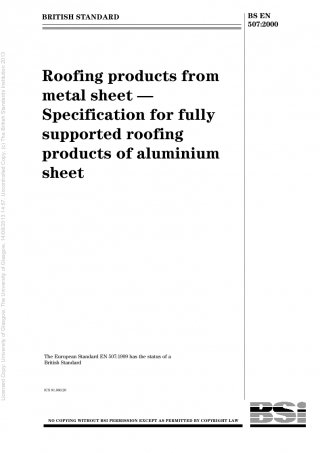 BRITISH STANDARD
BS EN
507:2000
Roofing products from
metal sheet —
Specification for fully
supported roofing
products of aluminium
sheet
The European Standard EN 507:1999 has the status of a
British Standard
ICS 91.060.20
NO COPYING WITHOUT BSI PERMISSION EXCEPT AS PERMITTED BY COPYRIGHT LAW
BSi
Licensed Copy: University of Glasgow, The University of Glasgow, 14/03/2013 14:57, Uncontrolled Copy, (c) The British Standards Institution 2013